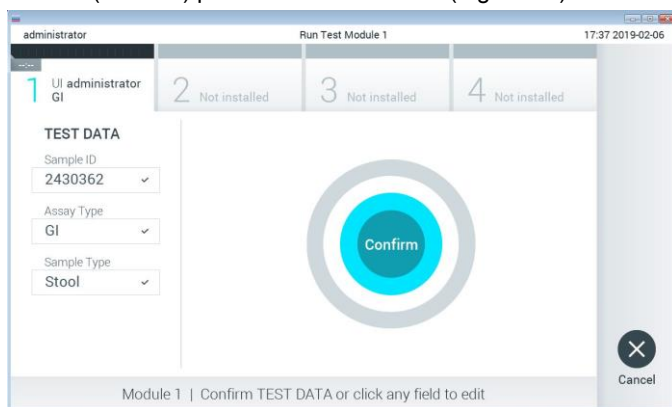 administrator Run Test Module 1 17:37 2019-02-06
--:--
1 UI administrator
GI
2 Not installed
3 Not installed
4 Not installed
TEST DATA
Sample ID
2430362
Assay Type
GI
Sample Type
Stool
Confirm
Cancel
Module 1 | Confirm TEST DATA or click any field to edit